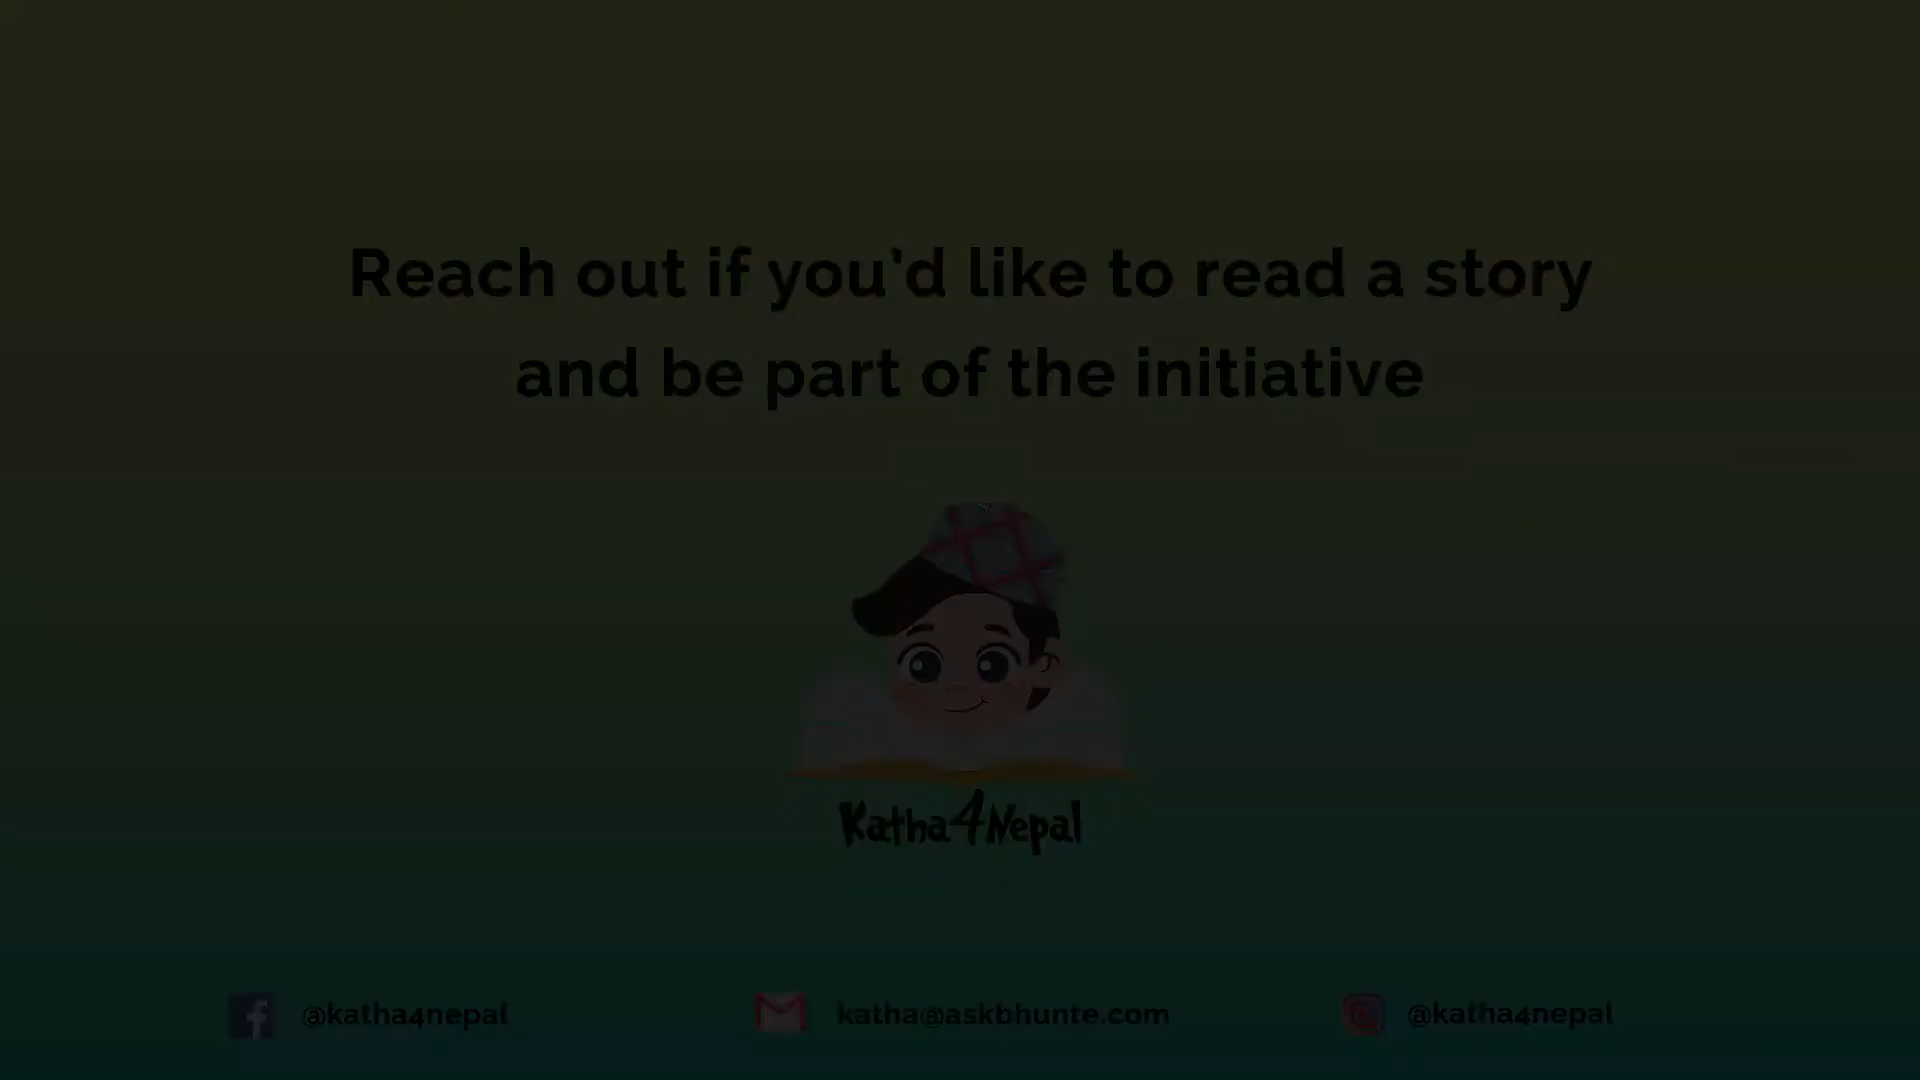 Reach out if you'd like to read a story
and be part of the initiative
Katha4Nepal
@katha4nepal
katha@askbhunte.com
@katha4nepal